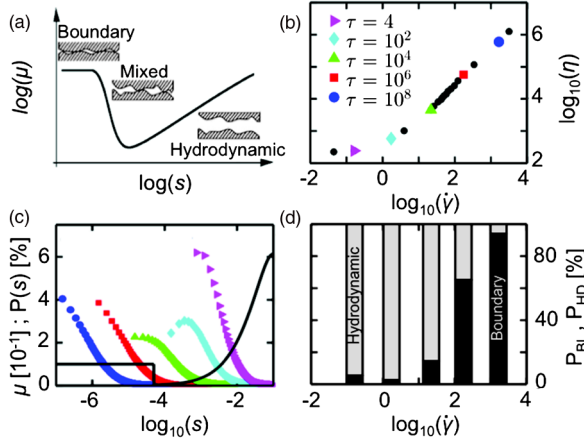 (a)
Boundary
Mixed
Hydrodynamic
log(μ)
log(s)
(b)
τ = 4
τ = 10²
τ = 10⁴
τ = 10⁶
τ = 10⁸
6
4
2
log₁₀(η)
-2 0 2 4
log₁₀(γ̇)
(c)
6
4
2
0
μ [10⁻¹] ; P(s) [%]
-6 -4 -2 -1
log₁₀(s)
(d)
Hydrodynamic
Boundary
80
40
0
P_BL, P_HD [%]
-2 0 2 4
log₁₀(γ̇)